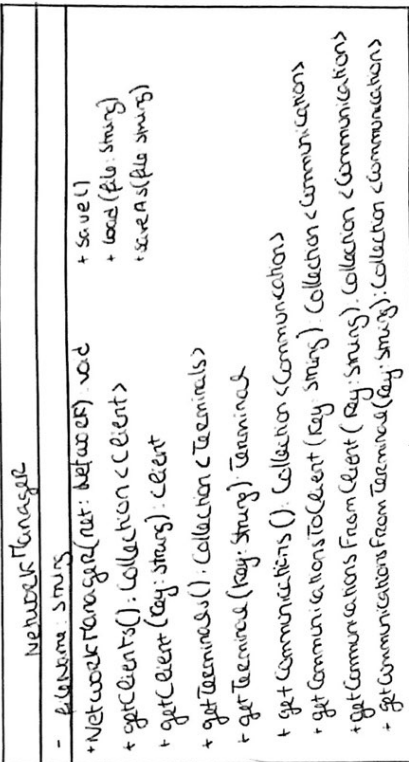 NetworkManager
- fileName: String
+ NetworkManager(net: Network): void
+ getClients(): Collection <Client>
+ getClient (Key: String): Client
+ getTerminals(): Collection <Terminals>
+ getTerminal (Key: String): Terminal
+ getCommunications (): Collection <Communications>
+ getCommunicationsToClient (Key: String): Collection <Communications>
+ getCommunicationsFromClient (Key: String): Collection <Communications>
+ getCommunicationsFromTerminal (Key: String): Collection <Communications>
+ save()
+ load (file: String)
+ saveAs(file String)